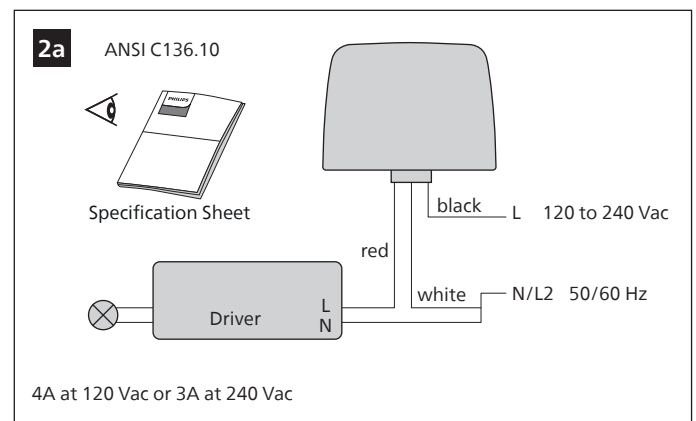 2a ANSI C136.10
PHILIPS
Specification Sheet
black L 120 to 240 Vac
red
white N/L2 50/60 Hz
L
Driver N
4A at 120 Vac or 3A at 240 Vac